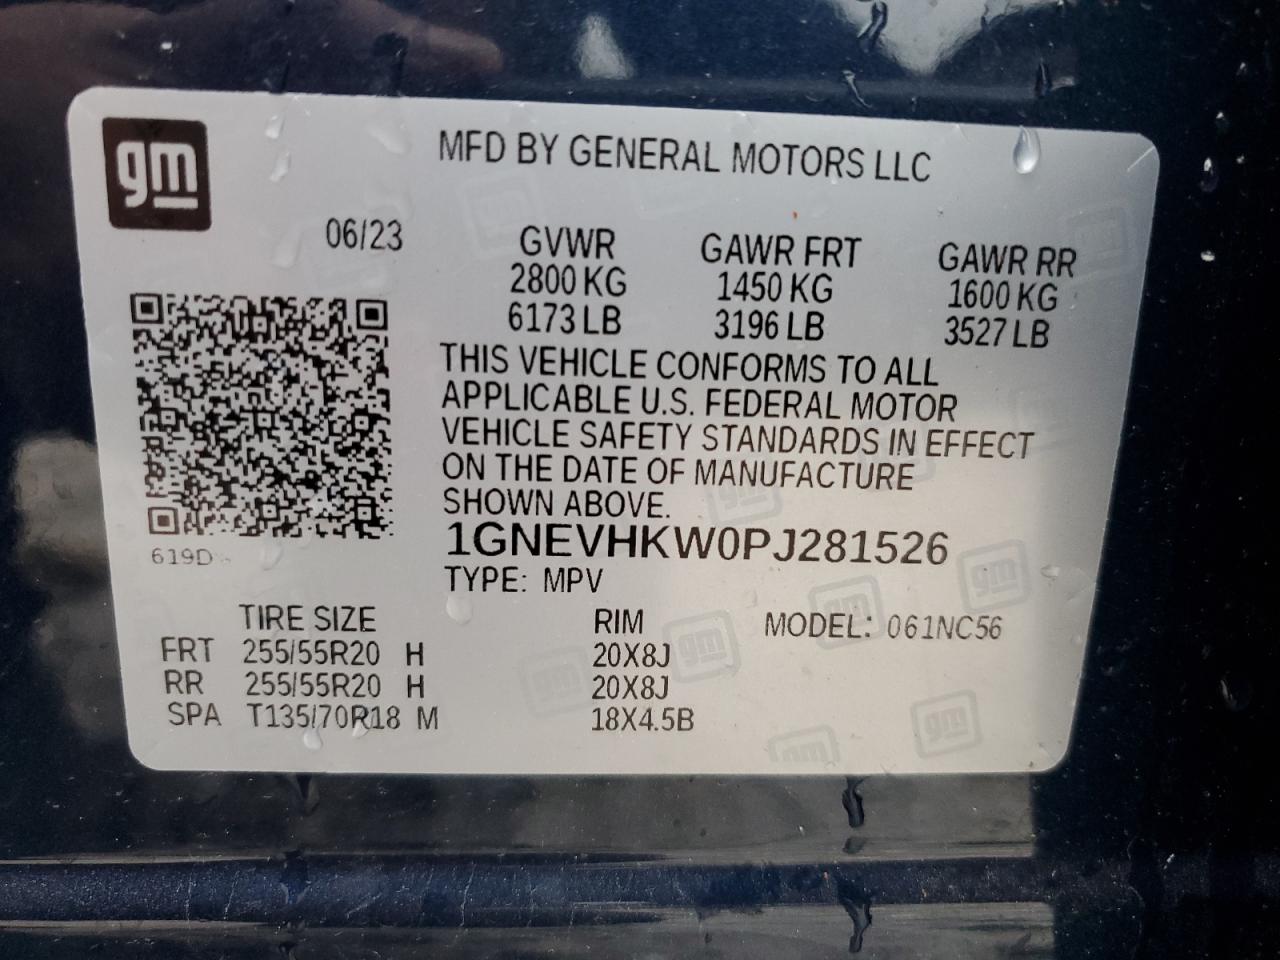 gm
MFD BY GENERAL MOTORS LLC
06/23
GVWR GAWR FRT GAWR RR
2800 KG 1450 KG 1600 KG
6173 LB 3196 LB 3527 LB
THIS VEHICLE CONFORMS TO ALL
APPLICABLE U.S. FEDERAL MOTOR
VEHICLE SAFETY STANDARDS IN EFFECT
ON THE DATE OF MANUFACTURE
SHOWN ABOVE.
1GNEVHKW0PJ281526
619D
TYPE: MPV
TIRE SIZE RIM MODEL: 061NC56
FRT 255/55R20 H 20X8J
RR 255/55R20 H 20X8J
SPA T135/70R18 M 18X4.5B